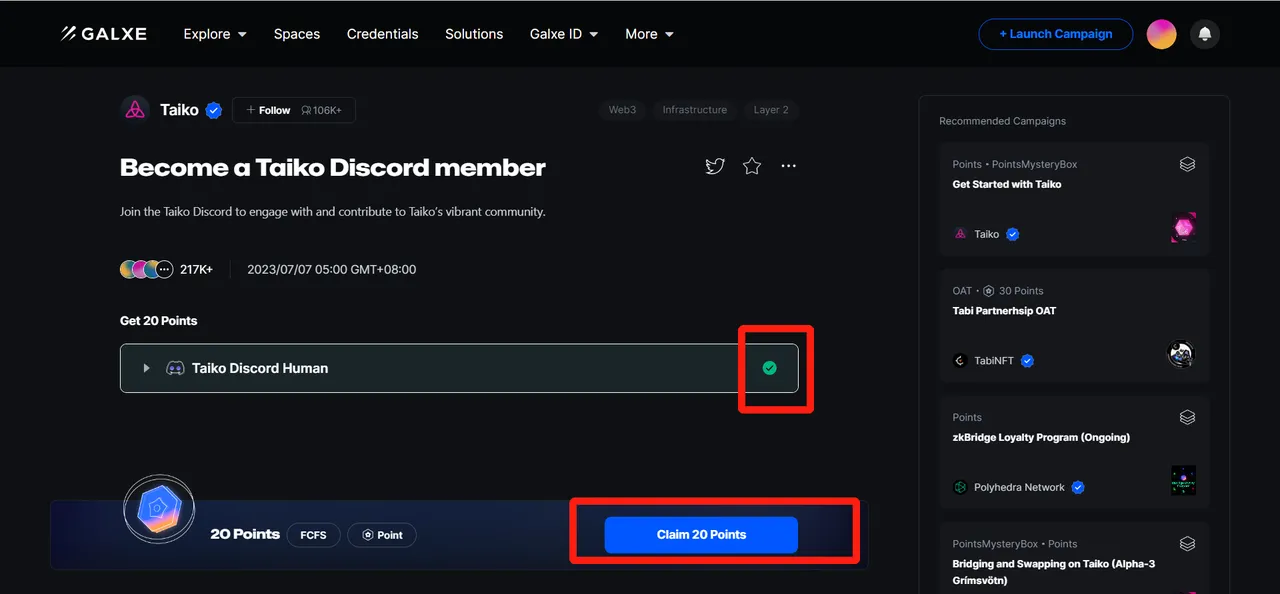 GALXE Explore Spaces Credentials Solutions Galxe ID More + Launch Campaign
Taiko + Follow 106K+ Web3 Infrastructure Layer 2
Become a Taiko Discord member
Join the Taiko Discord to engage with and contribute to Taiko's vibrant community.
217K+ 2023/07/07 05:00 GMT+08:00
Get 20 Points
Taiko Discord Human
20 Points FCFS Point Claim 20 Points
Recommended Campaigns
Points • PointsMysteryBox
Get Started with Taiko
Taiko
OAT • 30 Points
Tabi Partnerhsip OAT
TabiNFT
Points
zkBridge Loyalty Program (Ongoing)
Polyhedra Network
PointsMysteryBox • Points
Bridging and Swapping on Taiko (Alpha-3
Grímsvötn)